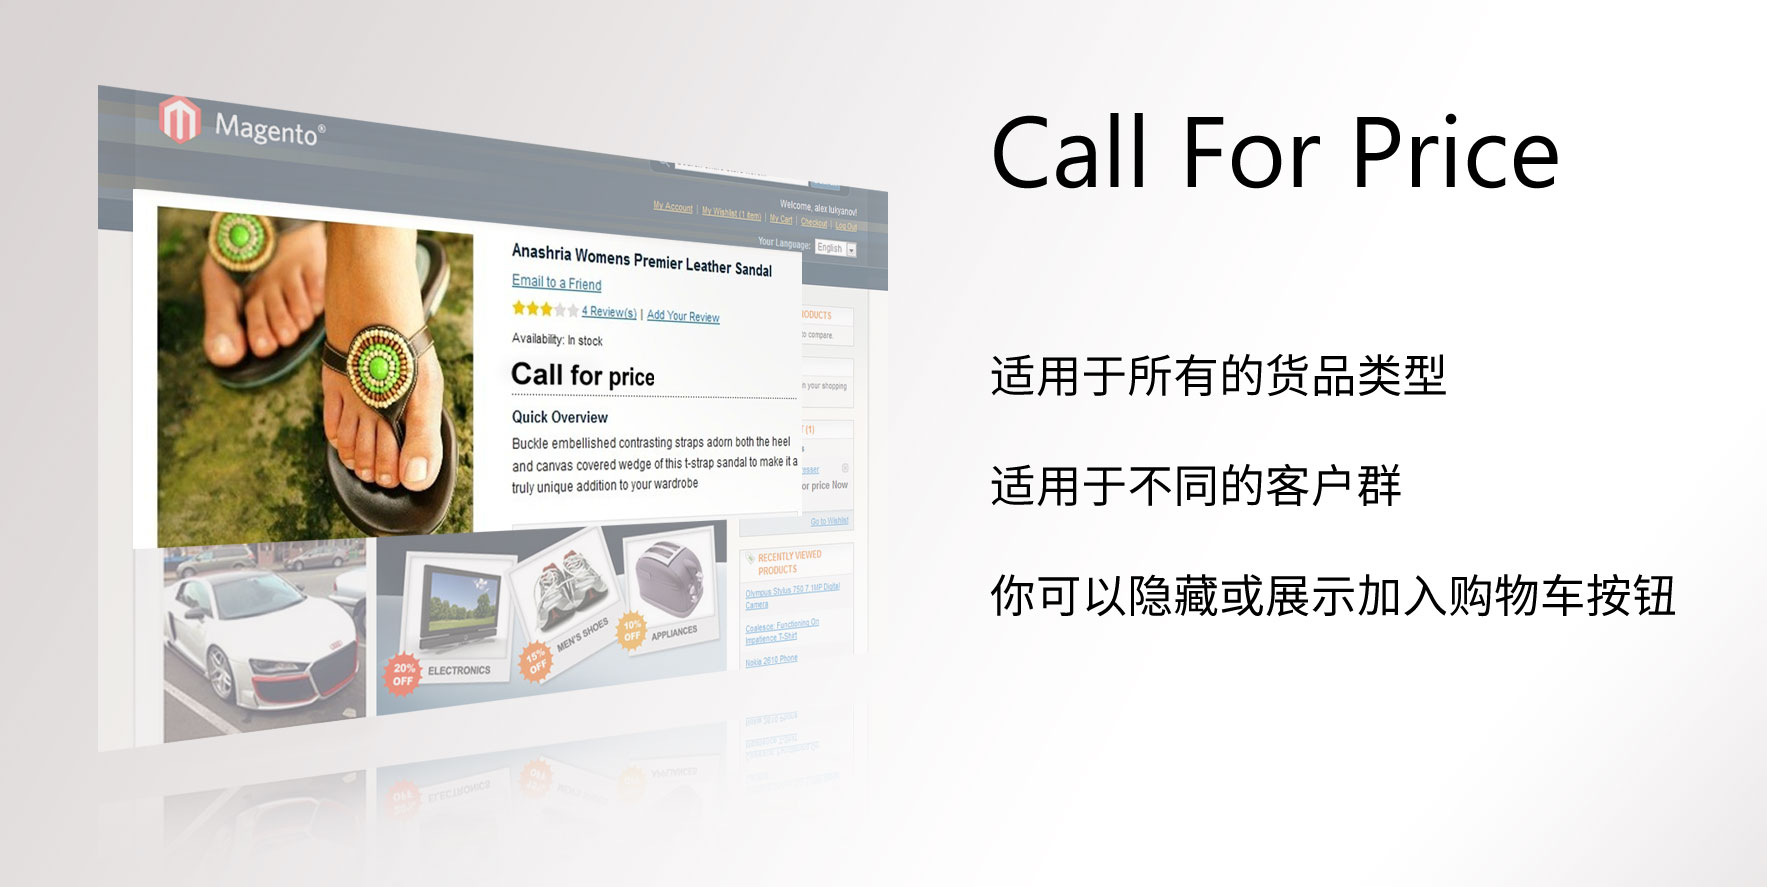 Magento®
Welcome, alex lukyanov!
My Account | My Wishlist (1 item) | My Cart | Checkout | Log Out
Your Language: English
Anashria Womens Premier Leather Sandal
Email to a Friend
4 Review(s) | Add Your Review
Availability: In stock
Call for price
Quick Overview
Buckle embellished contrasting straps adorn both the heel
and canvas covered wedge of this t-strap sandal to make it a
truly unique addition to your wardrobe
ODUCTS
to compare.
n your shopping
T (1)
or price Now
Go to Wishlist
RECENTLY VIEWED
PRODUCTS
Olympus Stylus 750 7.1MP Digital
Camera
Coalesce: Functioning On
Impatience T-Shirt
Nokia 2610 Phone
20%
OFF
ELECTRONICS
15%
OFF
MEN'S SHOES
10%
OFF
APPLIANCES
Call For Price
适用于所有的货品类型
适用于不同的客户群
你可以隐藏或展示加入购物车按钮